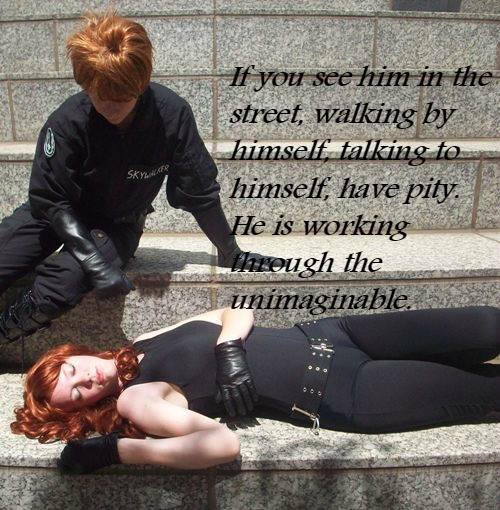 If you see him in the
street, walking by
himself, talking to
himself, have pity.
He is working
through the
unimaginable.
SKYWALKER